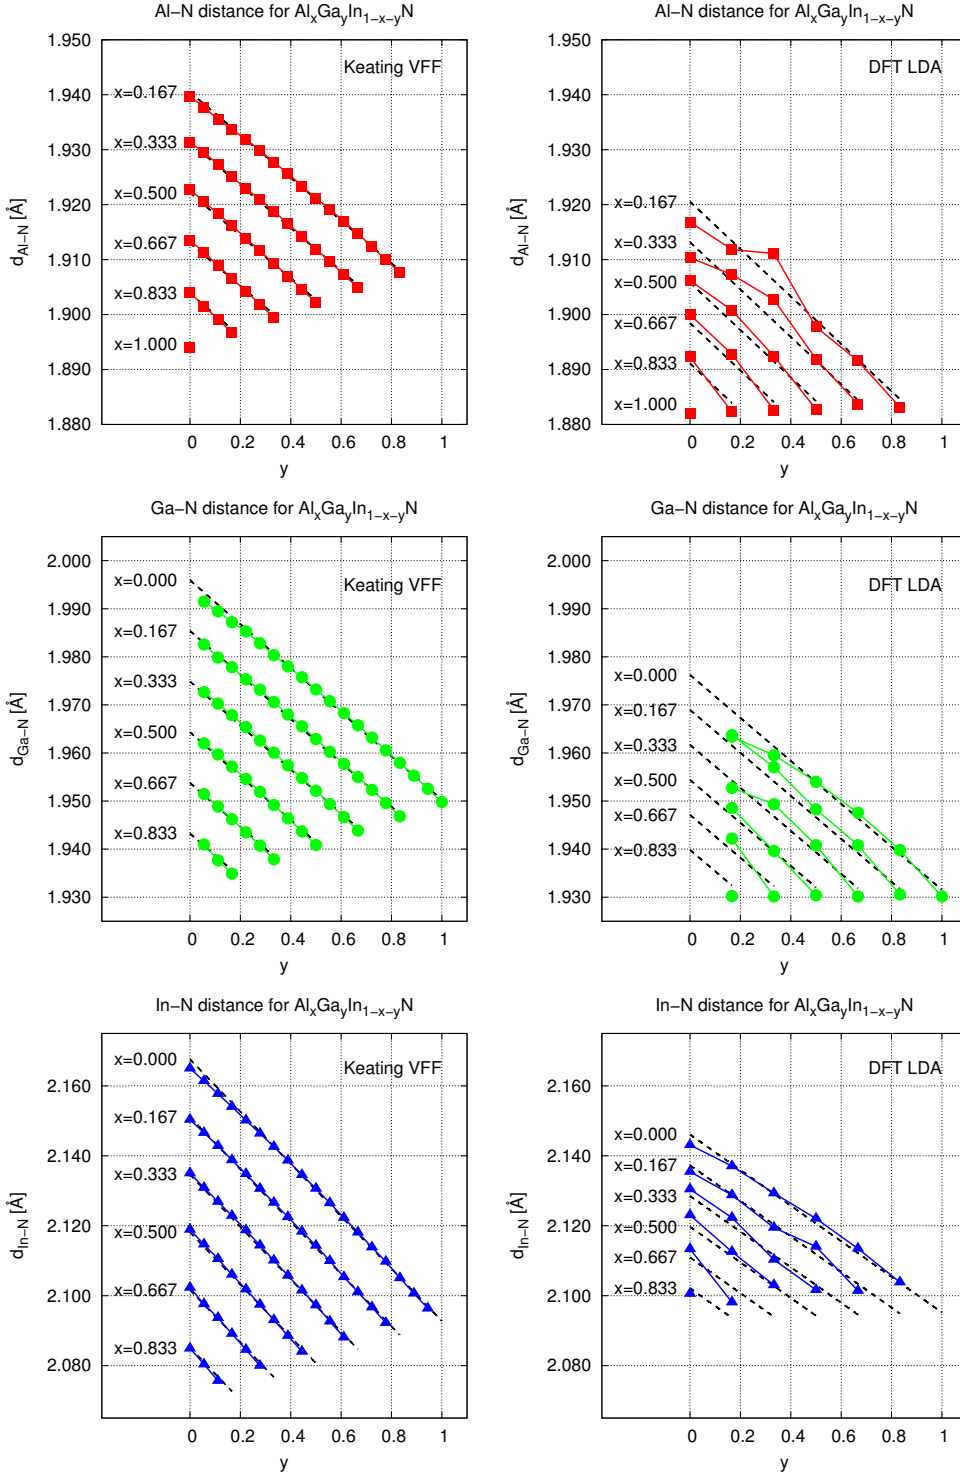 Al−N distance for AlxGayIn1−x−yN
Keating VFF
1.950
1.940
1.930
1.920
1.910
1.900
1.890
1.880
dAl−N [Å]
x=0.167
x=0.333
x=0.500
x=0.667
x=0.833
x=1.000
0 0.2 0.4 0.6 0.8 1
y
Al−N distance for AlxGayIn1−x−yN
DFT LDA
1.950
1.940
1.930
1.920
1.910
1.900
1.890
1.880
dAl−N [Å]
x=0.167
x=0.333
x=0.500
x=0.667
x=0.833
x=1.000
0 0.2 0.4 0.6 0.8 1
y
Ga−N distance for AlxGayIn1−x−yN
Keating VFF
2.000
1.990
1.980
1.970
1.960
1.950
1.940
1.930
dGa−N [Å]
x=0.000
x=0.167
x=0.333
x=0.500
x=0.667
x=0.833
0 0.2 0.4 0.6 0.8 1
y
Ga−N distance for AlxGayIn1−x−yN
DFT LDA
2.000
1.990
1.980
1.970
1.960
1.950
1.940
1.930
dGa−N [Å]
x=0.000
x=0.167
x=0.333
x=0.500
x=0.667
x=0.833
0 0.2 0.4 0.6 0.8 1
y
In−N distance for AlxGayIn1−x−yN
Keating VFF
2.160
2.140
2.120
2.100
2.080
dIn−N [Å]
x=0.000
x=0.167
x=0.333
x=0.500
x=0.667
x=0.833
0 0.2 0.4 0.6 0.8 1
y
In−N distance for AlxGayIn1−x−yN
DFT LDA
2.160
2.140
2.120
2.100
2.080
dIn−N [Å]
x=0.000
x=0.167
x=0.333
x=0.500
x=0.667
x=0.833
0 0.2 0.4 0.6 0.8 1
y